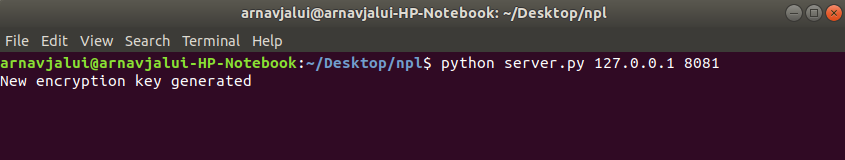 arnavjalui@arnavjalui-HP-Notebook: ~/Desktop/npl
File Edit View Search Terminal Help
arnavjalui@arnavjalui-HP-Notebook:~/Desktop/npl$ python server.py 127.0.0.1 8081
New encryption key generated